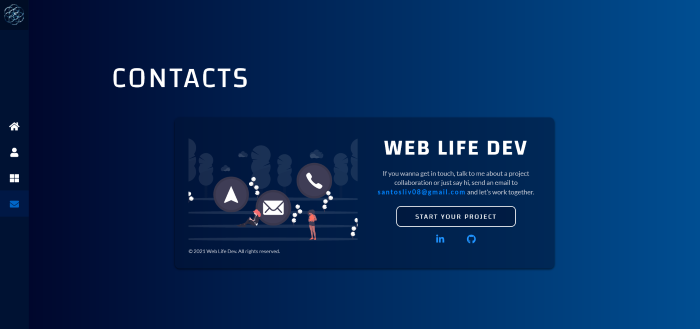 CONTACTS
WEB LIFE DEV
If you wanna get in touch, talk to me about a project
collaboration or just say hi, send an email to
santosliv08@gmail.com and let's work together.
START YOUR PROJECT
© 2021 Web Life Dev. All rights reserved.